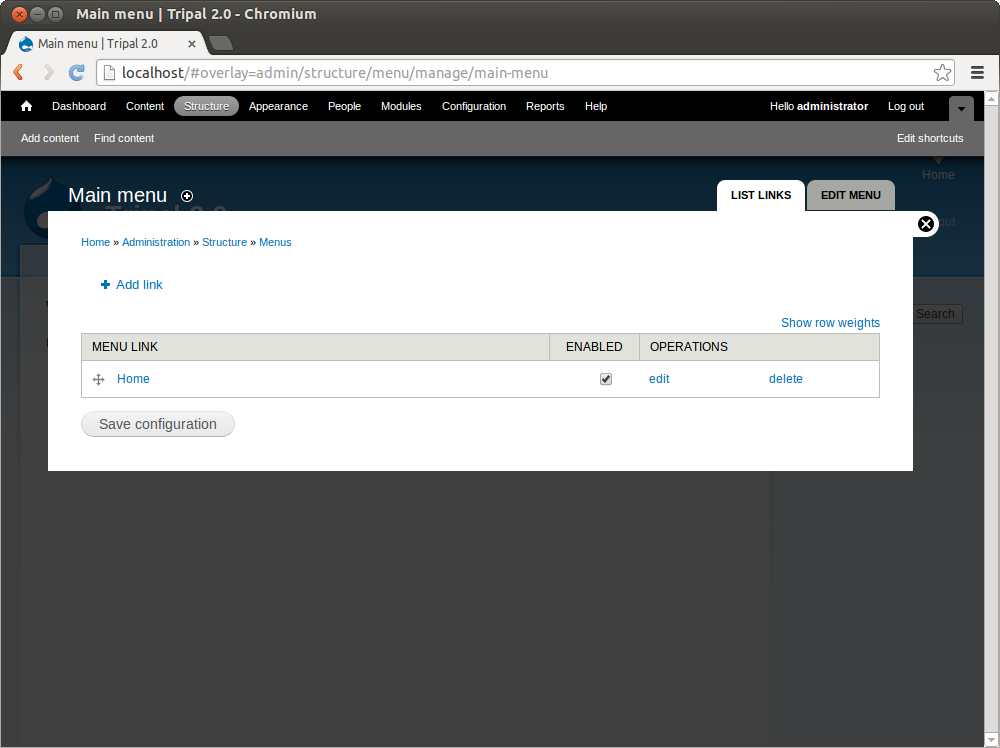 Main menu | Tripal 2.0 - Chromium
Main menu | Tripal 2.0
localhost/#overlay=admin/structure/menu/manage/main-menu
Dashboard Content Structure Appearance People Modules Configuration Reports Help Hello administrator Log out
Add content Find content Edit shortcuts
Home
Main menu LIST LINKS EDIT MENU
Tripal 2.0
Home » Administration » Structure » Menus
Add link
Search
Show row weights
MENU LINK ENABLED OPERATIONS
Home edit delete
Save configuration